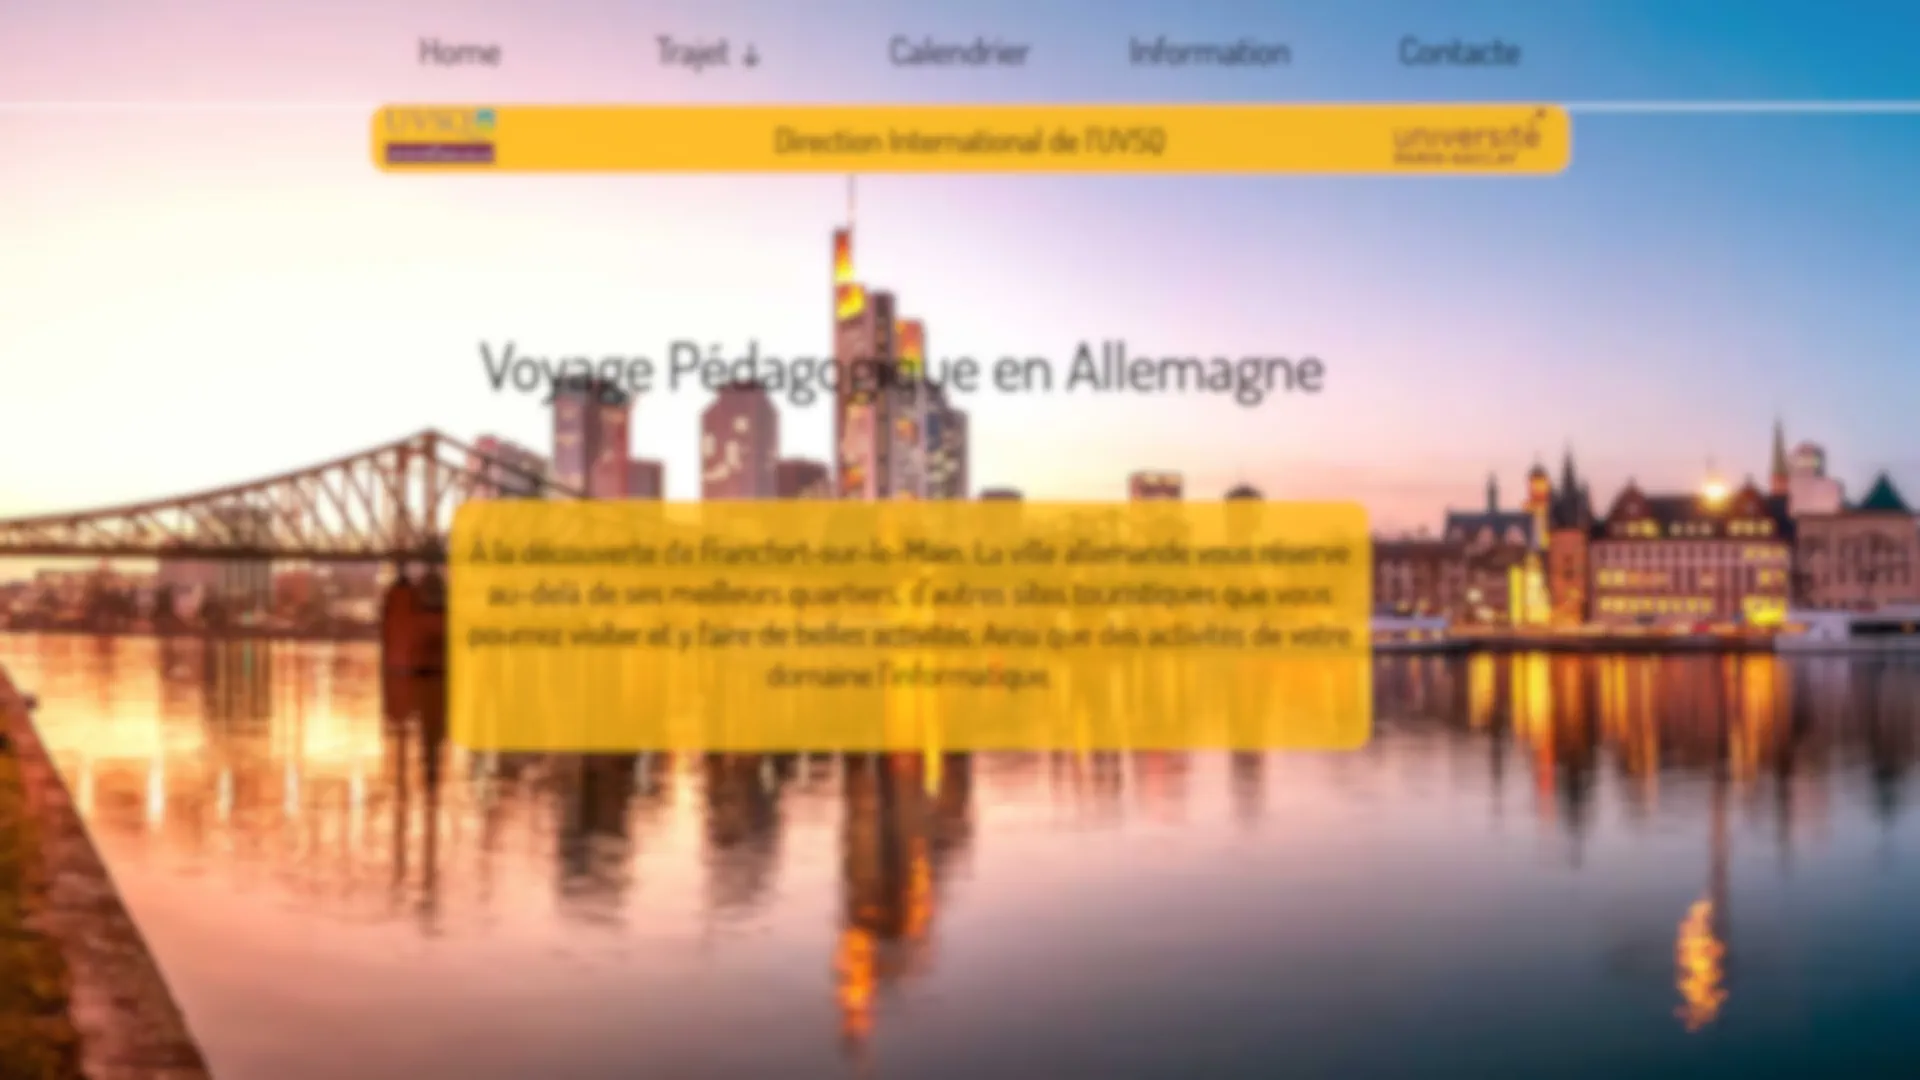 Home Trajet ↓ Calendrier Information Contacte
UVSQ Direction International de l'UVSQ université
PARIS-SACLAY
Voyage Pédagogique en Allemagne
À la découverte de Francfort-sur-le-Main. La ville allemande vous réserve
au-delà de ses meilleurs quartiers, d'autres sites touristiques que vous
pourrez visiter et y faire de belles activités. Ainsi que des activités de votre
domaine l'informatique.